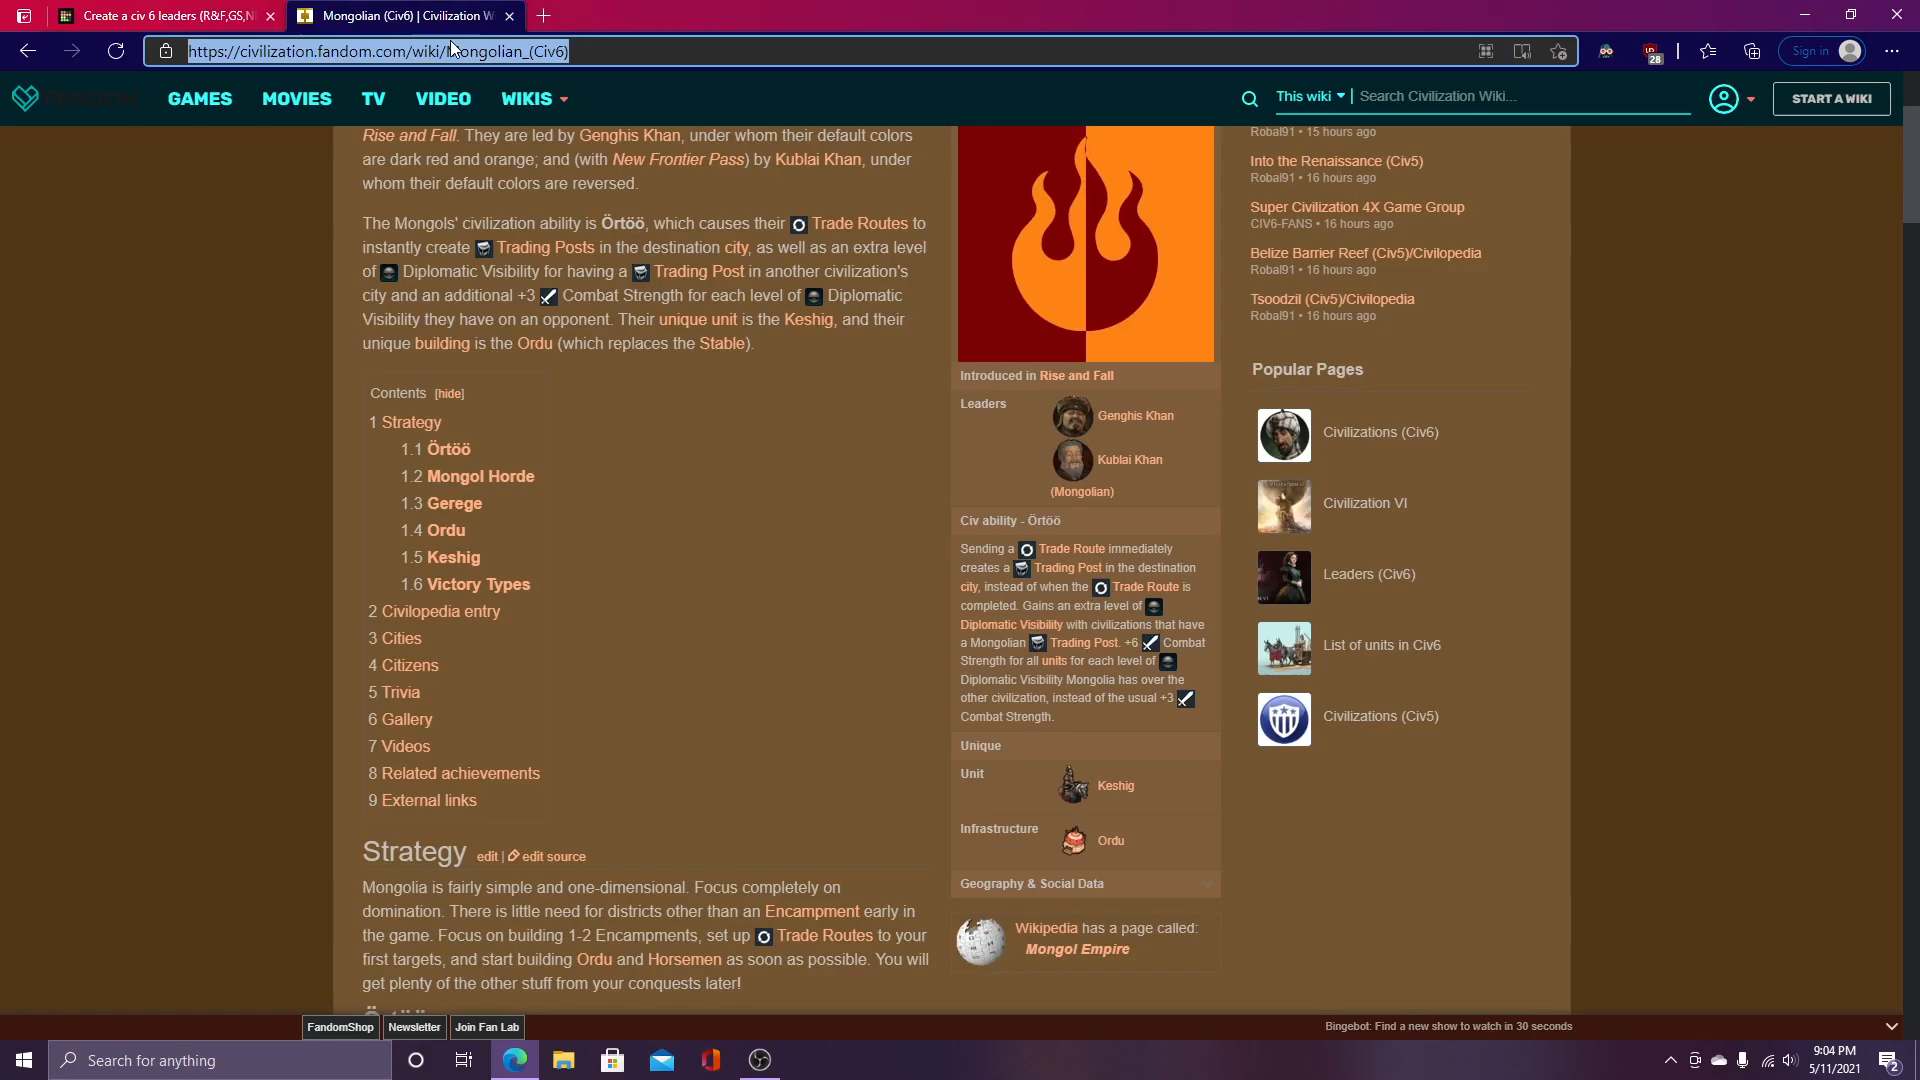 Create a civ 6 leaders (R&F,GS,N
Mongolian (Civ6) | Civilization W
https://civilization.fandom.com/wiki/Mongolian_(Civ6)
28
Sign in
FANDOM
GAMES
MOVIES
TV
VIDEO
WIKIS
This wiki
Search Civilization Wiki...
START A WIKI
Rise and Fall. They are led by Genghis Khan, under whom their default colors
are dark red and orange; and (with New Frontier Pass) by Kublai Khan, under
whom their default colors are reversed.
The Mongols' civilization ability is Örtöö, which causes their Trade Routes to
instantly create Trading Posts in the destination city, as well as an extra level
of Diplomatic Visibility for having a Trading Post in another civilization's
city and an additional +3 Combat Strength for each level of Diplomatic
Visibility they have on an opponent. Their unique unit is the Keshig, and their
unique building is the Ordu (which replaces the Stable).
Contents [hide]
1 Strategy
1.1 Örtöö
1.2 Mongol Horde
1.3 Gerege
1.4 Ordu
1.5 Keshig
1.6 Victory Types
2 Civilopedia entry
3 Cities
4 Citizens
5 Trivia
6 Gallery
7 Videos
8 Related achievements
9 External links
Strategy edit | edit source
Mongolia is fairly simple and one-dimensional. Focus completely on
domination. There is little need for districts other than an Encampment early in
the game. Focus on building 1-2 Encampments, set up Trade Routes to your
first targets, and start building Ordu and Horsemen as soon as possible. You will
get plenty of the other stuff from your conquests later!
Introduced in Rise and Fall
Leaders
Genghis Khan
Kublai Khan
(Mongolian)
Civ ability - Örtöö
Sending a Trade Route immediately
creates a Trading Post in the destination
city, instead of when the Trade Route is
completed. Gains an extra level of
Diplomatic Visibility with civilizations that have
a Mongolian Trading Post. +6 Combat
Strength for all units for each level of
Diplomatic Visibility Mongolia has over the
other civilization, instead of the usual +3
Combat Strength.
Unique
Unit
Keshig
Infrastructure
Ordu
Geography & Social Data
Wikipedia has a page called:
Mongol Empire
Robal91 • 15 hours ago
Into the Renaissance (Civ5)
Robal91 • 16 hours ago
Super Civilization 4X Game Group
CIV6-FANS • 16 hours ago
Belize Barrier Reef (Civ5)/Civilopedia
Robal91 • 16 hours ago
Tsoodzil (Civ5)/Civilopedia
Robal91 • 16 hours ago
Popular Pages
Civilizations (Civ6)
Civilization VI
Leaders (Civ6)
List of units in Civ6
Civilizations (Civ5)
FandomShop
Newsletter
Join Fan Lab
Bingebot: Find a new show to watch in 30 seconds
Search for anything
9:04 PM
5/11/2021
2